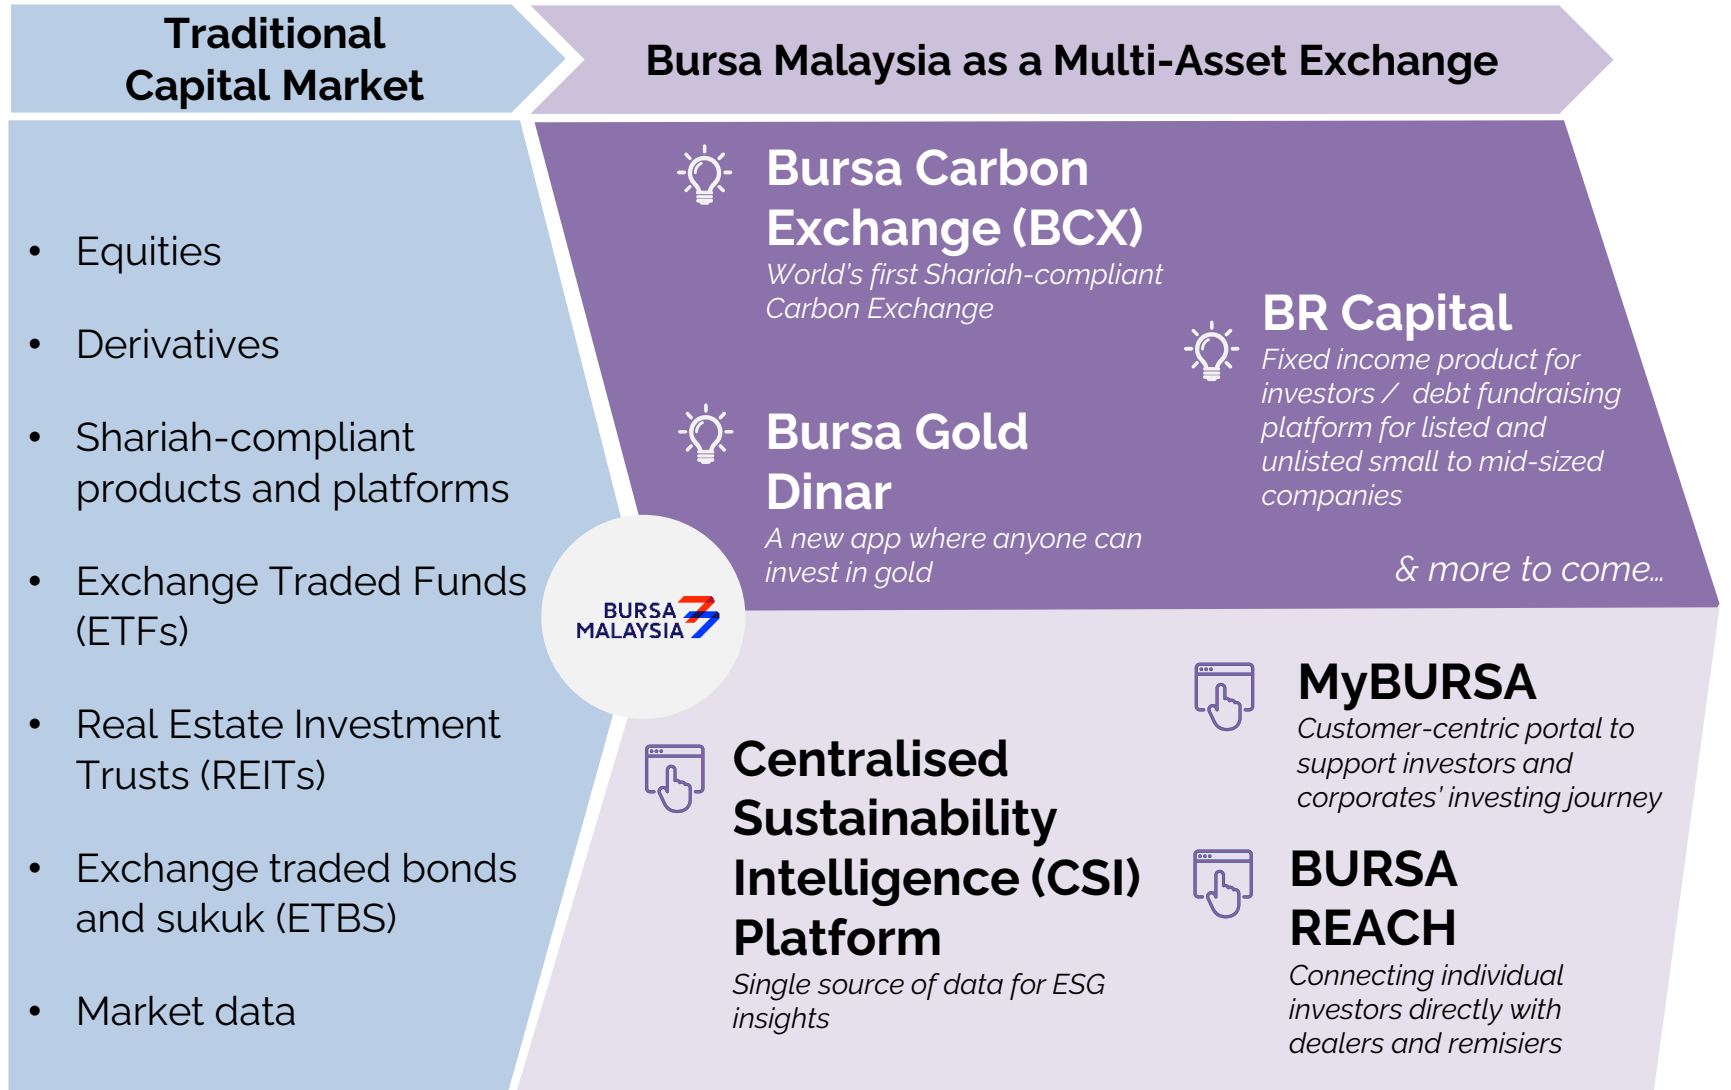 Traditional
Capital Market
Bursa Malaysia as a Multi-Asset Exchange
• Equities
• Derivatives
• Shariah-compliant
products and platforms
• Exchange Traded Funds
(ETFs)
• Real Estate Investment
Trusts (REITs)
• Exchange traded bonds
and sukuk (ETBS)
• Market data
BURSA
MALAYSIA
Bursa Carbon
Exchange (BCX)
World's first Shariah-compliant
Carbon Exchange
Bursa Gold
Dinar
A new app where anyone can
invest in gold
BR Capital
Fixed income product for
investors / debt fundraising
platform for listed and
unlisted small to mid-sized
companies
& more to come…
Centralised
Sustainability
Intelligence (CSI)
Platform
Single source of data for ESG
insights
MyBURSA
Customer-centric portal to
support investors and
corporates' investing journey
BURSA
REACH
Connecting individual
investors directly with
dealers and remisiers